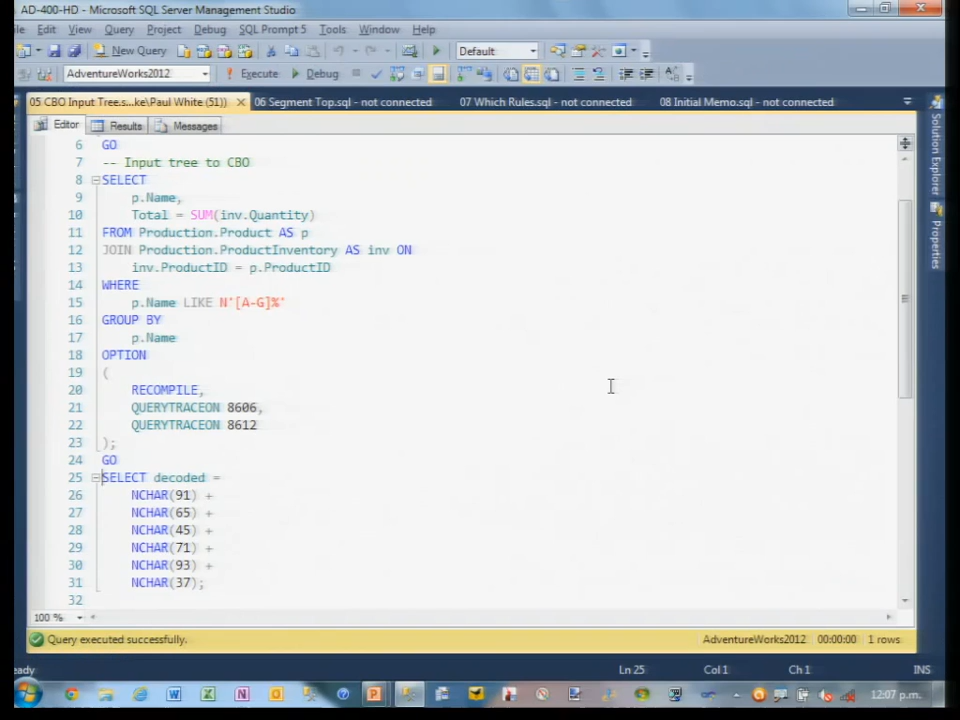 AD-400-HD - Microsoft SQL Server Management Studio
ile Edit View Query Project Debug SQL Prompt 5 Tools Window Help
New Query Default
AdventureWorks2012 Execute Debug
05 CBO Input Tree.s...ke\Paul White (51)) 06 Segment Top.sql - not connected 07 Which Rules.sql - not connected 08 Initial Memo.sql - not connected
Editor Results Messages
Solution Explorer
Properties
6 GO
7 -- Input tree to CBO
8 SELECT
9 p.Name,
10 Total = SUM(inv.Quantity)
11 FROM Production.Product AS p
12 JOIN Production.ProductInventory AS inv ON
13 inv.ProductID = p.ProductID
14 WHERE
15 p.Name LIKE N'[A-G]%'
16 GROUP BY
17 p.Name
18 OPTION
19 (
20 RECOMPILE,
21 QUERYTRACEON 8606,
22 QUERYTRACEON 8612
23 );
24 GO
25 SELECT decoded =
26 NCHAR(91) +
27 NCHAR(65) +
28 NCHAR(45) +
29 NCHAR(71) +
30 NCHAR(93) +
31 NCHAR(37);
32
100 %
Query executed successfully. AdventureWorks2012 00:00:00 1 rows
eady Ln 25 Col 1 Ch 1 INS
12:07 p.m.